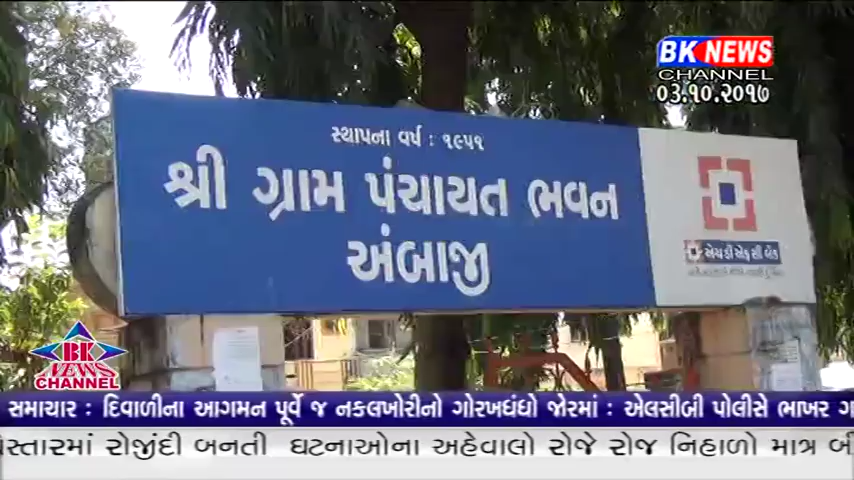 BK NEWS
CHANNEL
03.10.૨૦૧૭
સ્થાપના વર્ષ : ૧૯૫૧
શ્રી ગ્રામ પંચાયત ભવન
અંબાજી
એચ ડી એફ સી બેંક
BK
NEWS
CHANNEL
સમાચાર : દિવાળીના આગમન પૂર્વે જ નકલખોરીનો ગોરખધંધો જોરમાં : એલસીબી પોલીસે ભાખર
સ્તારમાં રોજીંદી બનતી ઘટનાઓના અહેવાલો રોજે રોજ નિહાળો માત્ર